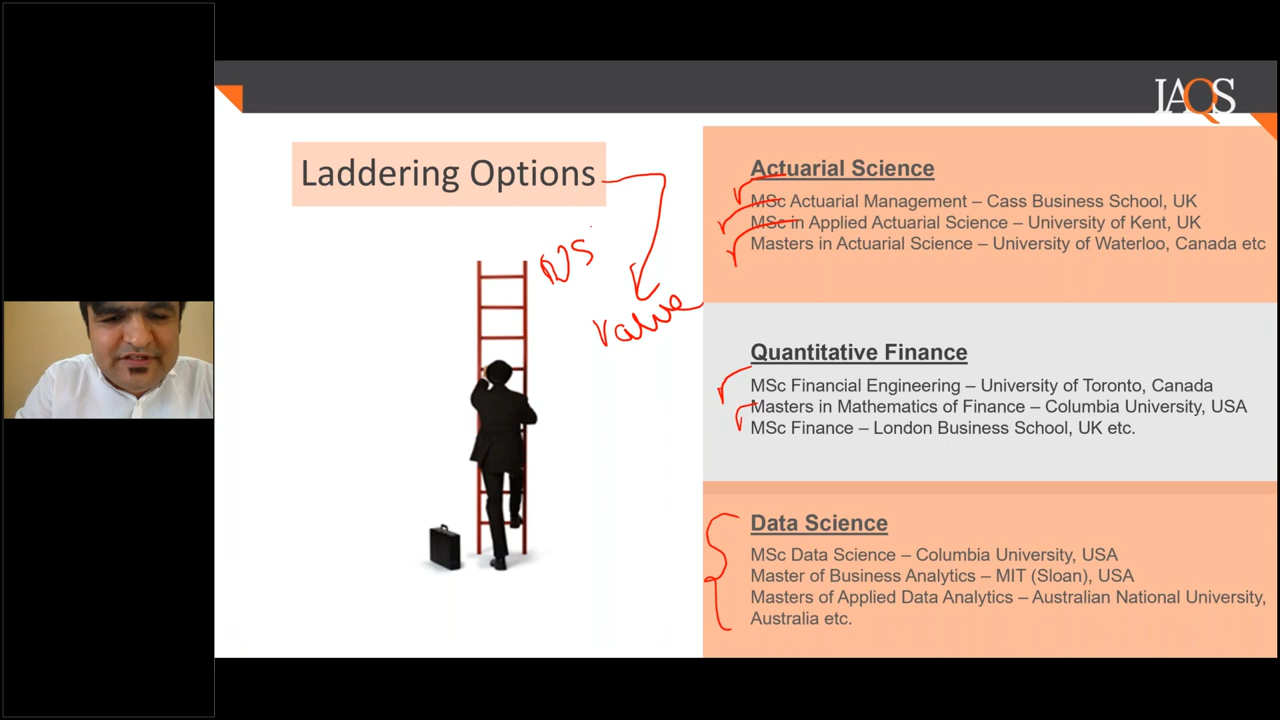 IAQS
Laddering Options
value
Actuarial Science
MSc Actuarial Management – Cass Business School, UK
MSc in Applied Actuarial Science – University of Kent, UK
Masters in Actuarial Science – University of Waterloo, Canada etc
Quantitative Finance
MSc Financial Engineering – University of Toronto, Canada
Masters in Mathematics of Finance – Columbia University, USA
MSc Finance – London Business School, UK etc.
Data Science
MSc Data Science – Columbia University, USA
Master of Business Analytics – MIT (Sloan), USA
Masters of Applied Data Analytics – Australian National University,
Australia etc.